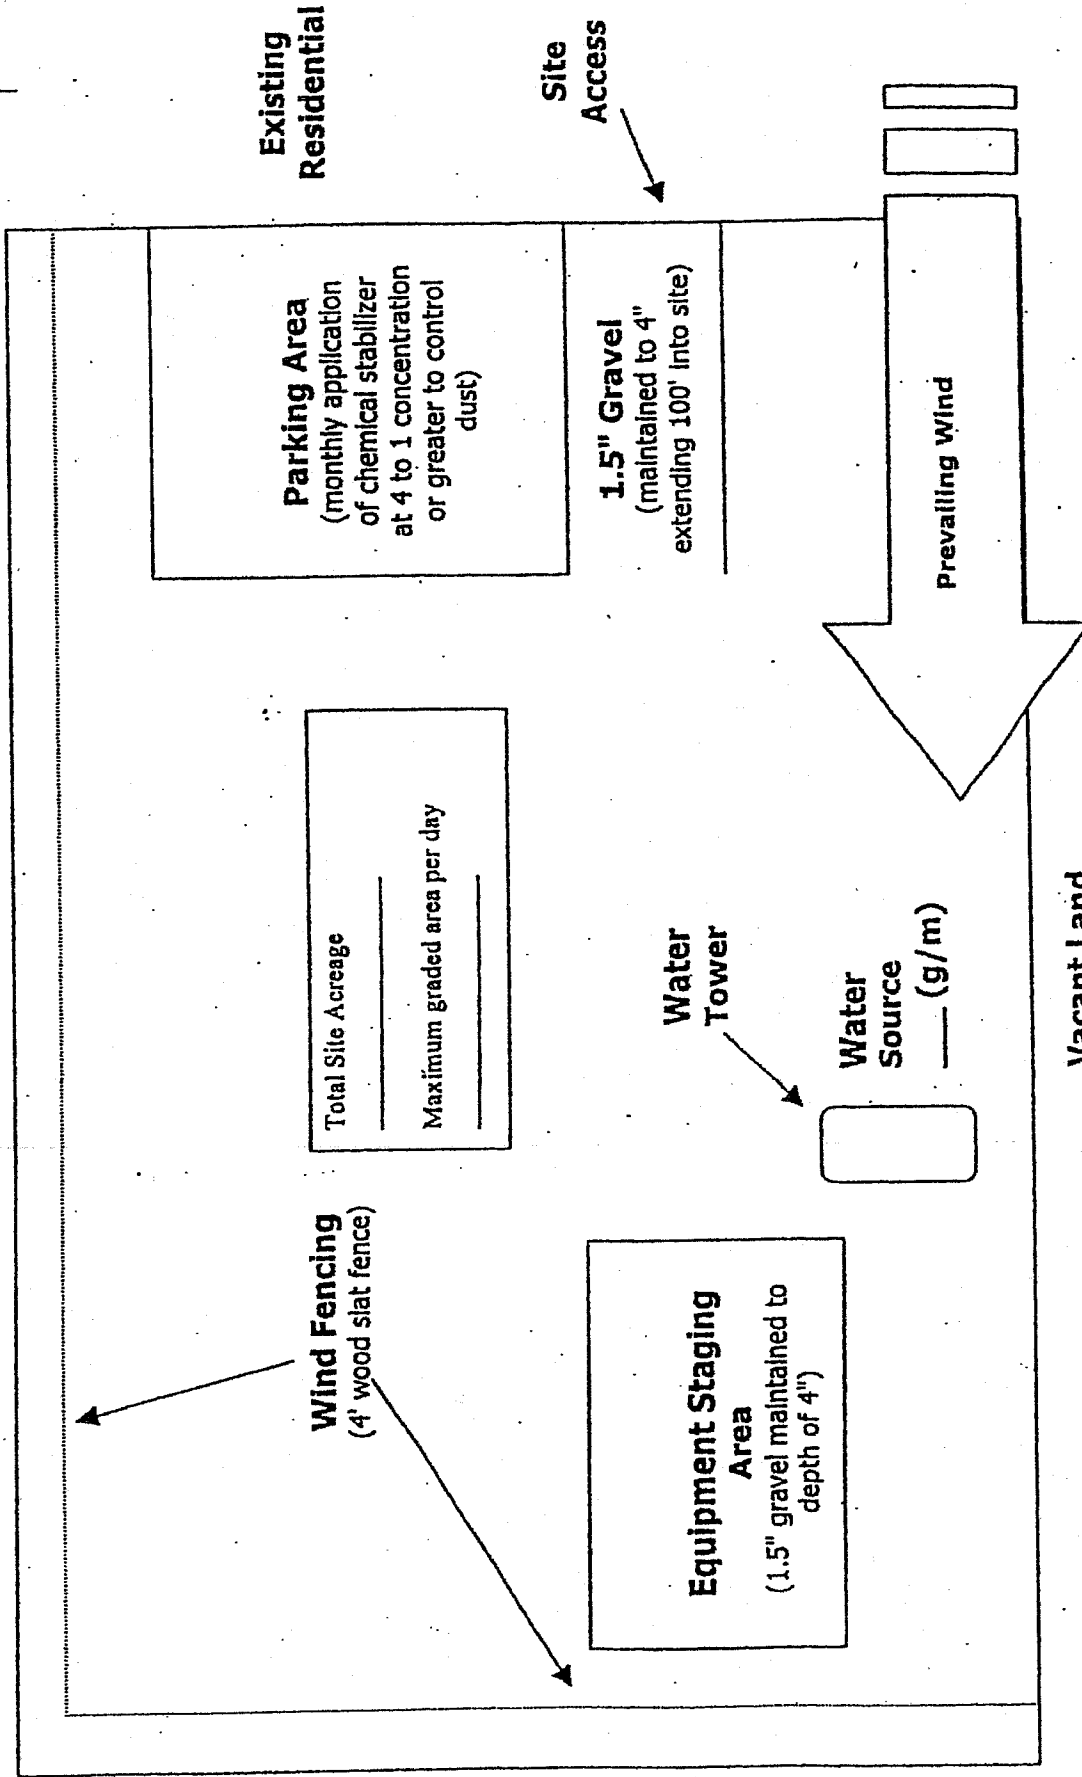 Existing
Residential
Site
Access
Parking Area
(monthly application
of chemical stabilizer
at 4 to 1 concentration
or greater to control
dust)
1.5" Gravel
(maintained to 4"
extending 100' into site)
Prevailing Wind
Total Site Acreage
Maximum graded area per day
Water
Tower
Water
Source
(g/m)
Wind Fencing
(4' wood slat fence)
Equipment Staging
Area
(1.5" gravel maintained to
depth of 4")
Vacant Land